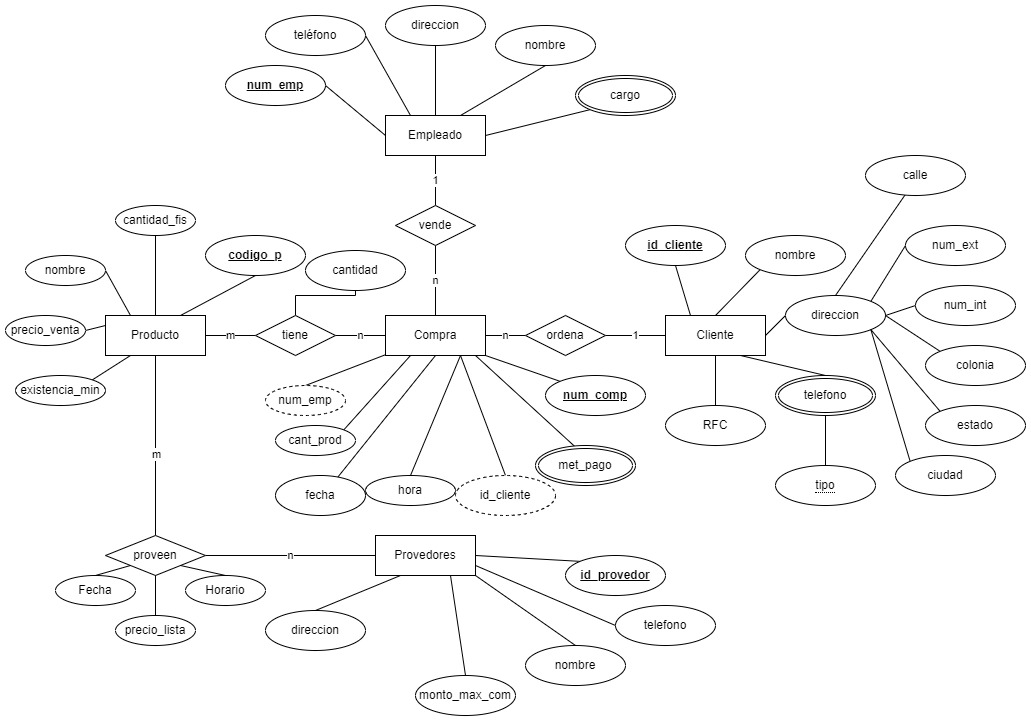 direccion
teléfono
nombre
num_emp
cargo
Empleado
1
calle
vende
cantidad_fis
id_cliente
nombre
num_ext
codigo_p
nombre
cantidad
n
num_int
precio_venta
Producto
m
tiene
n
Compra
n
ordena
1
Cliente
direccion
colonia
existencia_min
num_emp
num_comp
telefono
RFC
estado
cant_prod
m
met_pago
ciudad
fecha
hora
id_cliente
tipo
proveen
n
Provedores
id_provedor
Fecha
Horario
precio_lista
direccion
telefono
nombre
monto_max_com